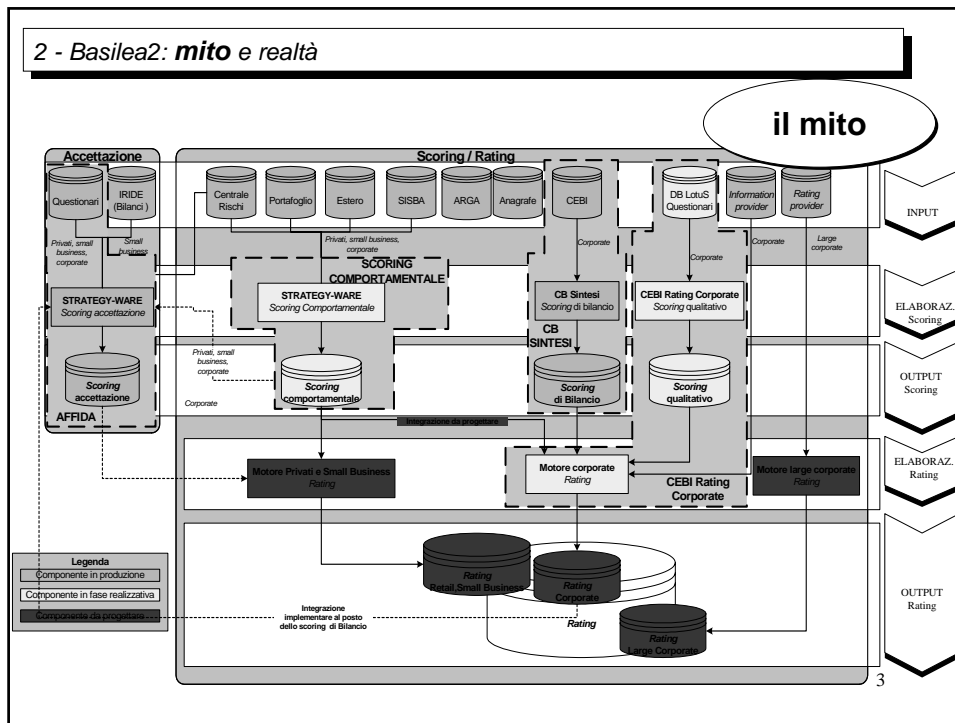 2 - Basilea2: mito e realtà
il mito
Accettazione
Scoring / Rating
Questionari
IRIDE
(Bilanci )
Centrale
Rischi
Portafoglio
Estero
SISBA
ARGA
Anagrafe
CEBI
DB LotuS
Questionari
Information
provider
Rating
provider
INPUT
Privati, small
business,
corporate
Small
business
Privati, small business,
corporate
Corporate
Corporate
Corporate
Large
corporate
SCORING
COMPORTAMENTALE
STRATEGY-WARE
Scoring accettazione
STRATEGY-WARE
Scoring Comportamentale
CB Sintesi
Scoring di bilancio
CEBI Rating Corporate
Scoring qualitativo
ELABORAZ.
Scoring
CB
SINTESI
Privati, small
business,
corporate
Scoring
accettazione
Scoring
comportamentale
Scoring
di Bilancio
Scoring
qualitativo
OUTPUT
Scoring
AFFIDA
Corporate
Integrazione da progettare
Motore Privati e Small Business
Rating
Motore corporate
Rating
CEBI Rating
Corporate
Motore large corporate
Rating
ELABORAZ.
Rating
Legenda
Componente in produzione
Componente in fase realizzativa
Componente da progettare
Rating
Retail,Small Business
Rating
Corporate
Integrazione
implementare al posto
dello scoring di Bilancio
Rating
Rating
Large Corporate
OUTPUT
Rating
3